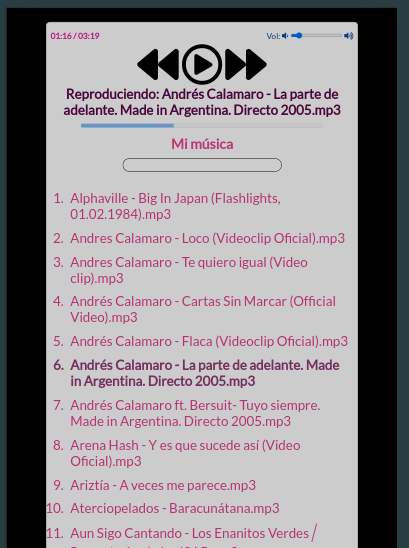 01:16 / 03:19 Vol:
Reproduciendo: Andrés Calamaro - La parte de
adelante. Made in Argentina. Directo 2005.mp3
Mi música
1. Alphaville - Big In Japan (Flashlights,
01.02.1984).mp3
2. Andres Calamaro - Loco (Videoclip Oficial).mp3
3. Andres Calamaro - Te quiero igual (Video
clip).mp3
4. Andrés Calamaro - Cartas Sin Marcar (Official
Video).mp3
5. Andrés Calamaro - Flaca (Videoclip Oficial).mp3
6. Andrés Calamaro - La parte de adelante. Made
in Argentina. Directo 2005.mp3
7. Andrés Calamaro ft. Bersuit- Tuyo siempre.
Made in Argentina. Directo 2005.mp3
8. Arena Hash - Y es que sucede así (Video
Oficial).mp3
9. Ariztía - A veces me parece.mp3
10. Aterciopelados - Baracunátana.mp3
11. Aun Sigo Cantando - Los Enanitos Verdes /